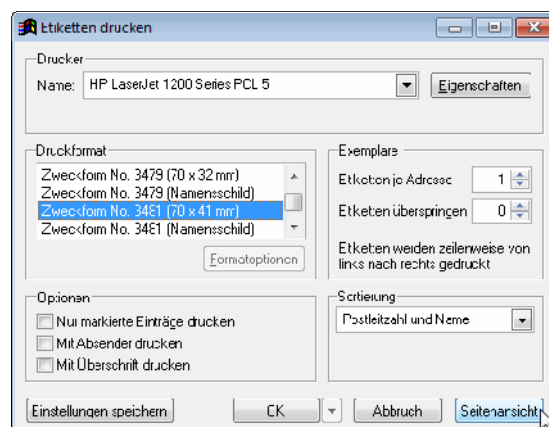 Etiketten drucken
Drucker
Name: HP LaserJet 1200 Series PCL 5
Eigenschaften
Druckformat
Zweckform No. 3479 (70 x 32 mm)
Zweckform No. 3479 (Namensschild)
Zweckform No. 3481 (70 x 41 mm)
Zweckform No. 3481 (Namensschild)
Formatoptionen
Exemplare
Etiketten je Adresse 1
Etiketten überspringen 0
Etiketten werden zeilenweise von
links nach rechts gedruckt
Optionen
Nur markierte Einträge drucken
Mit Absender drucken
Mit Überschrift drucken
Sortierung
Postleitzahl und Name
Einstellungen speichern
OK
Abbruch
Seitenansicht